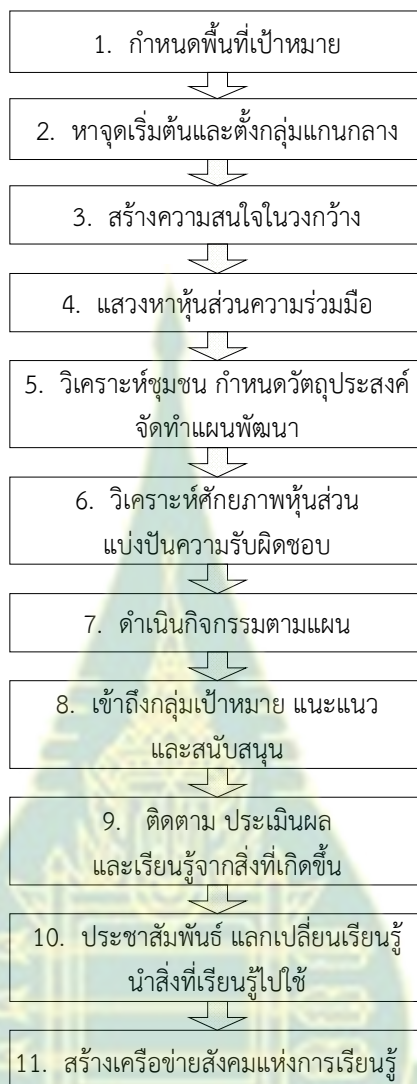 1. กำหนดพื้นที่เป้าหมาย
2. หาจุดเริ่มต้นและตั้งกลุ่มแกนกลาง
3. สร้างความสนใจในวงกว้าง
4. แสวงหาหุ้นส่วนความร่วมมือ
5. วิเคราะห์ชุมชน กำหนดวัตถุประสงค์
จัดทำแผนพัฒนา
6. วิเคราะห์ศักยภาพหุ้นส่วน
แบ่งปันความรับผิดชอบ
7. ดำเนินกิจกรรมตามแผน
8. เข้าถึงกลุ่มเป้าหมาย แนะแนว
และสนับสนุน
9. ติดตาม ประเมินผล
และเรียนรู้จากสิ่งที่เกิดขึ้น
10. ประชาสัมพันธ์ แลกเปลี่ยนเรียนรู้
นำสิ่งที่เรียนรู้ไปใช้
11. สร้างเครือข่ายสังคมแห่งการเรียนรู้